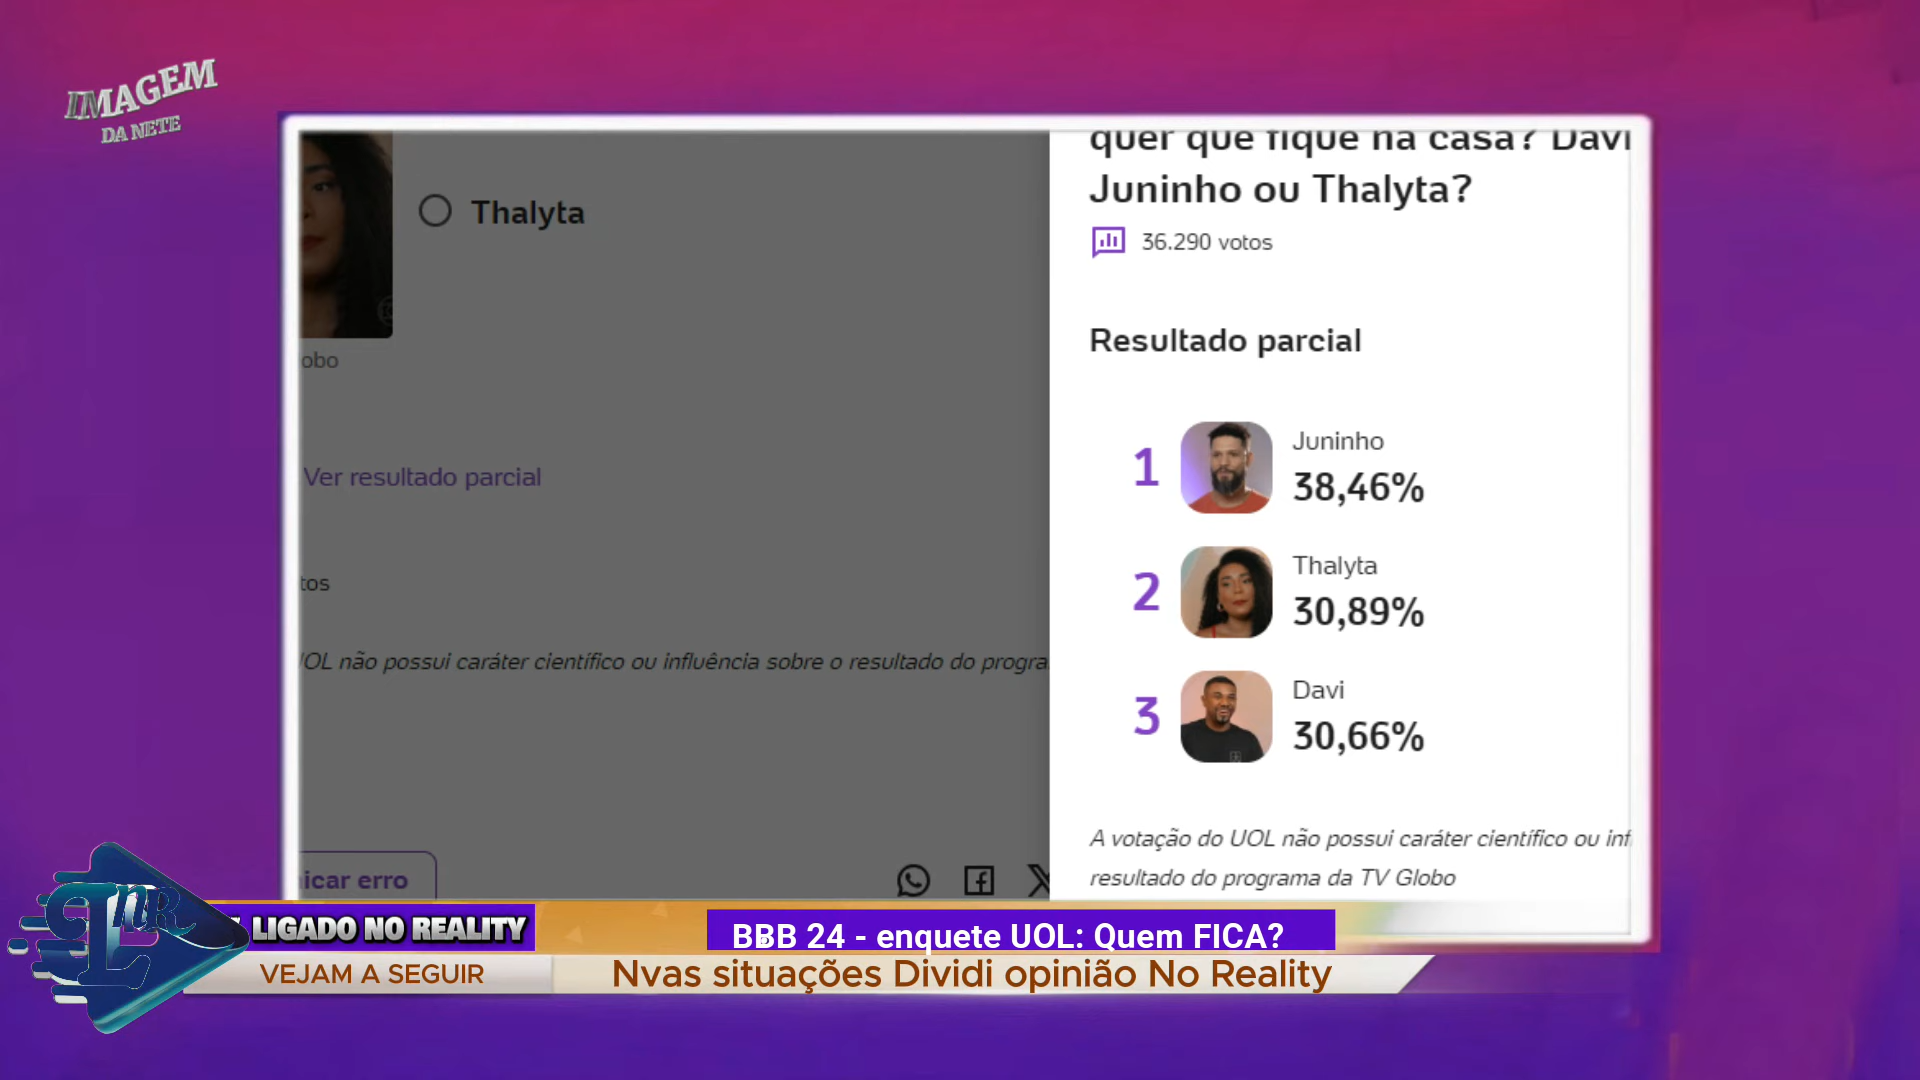 IMAGEM
DA NETE
Thalyta
obo
Ver resultado parcial
tos
UOL não possui caráter científico ou influência sobre o resultado do progra
icar erro
quer que fique na casa? Davi
Juninho ou Thalyta?
36.290 votos
Resultado parcial
1
Juninho
38,46%
2
Thalyta
30,89%
3
Davi
30,66%
A votação do UOL não possui caráter científico ou inf
resultado do programa da TV Globo
LIGADO NO REALITY
BBB 24 - enquete UOL: Quem FICA?
VEJAM A SEGUIR
Nvas situações Dividi opinião No Reality